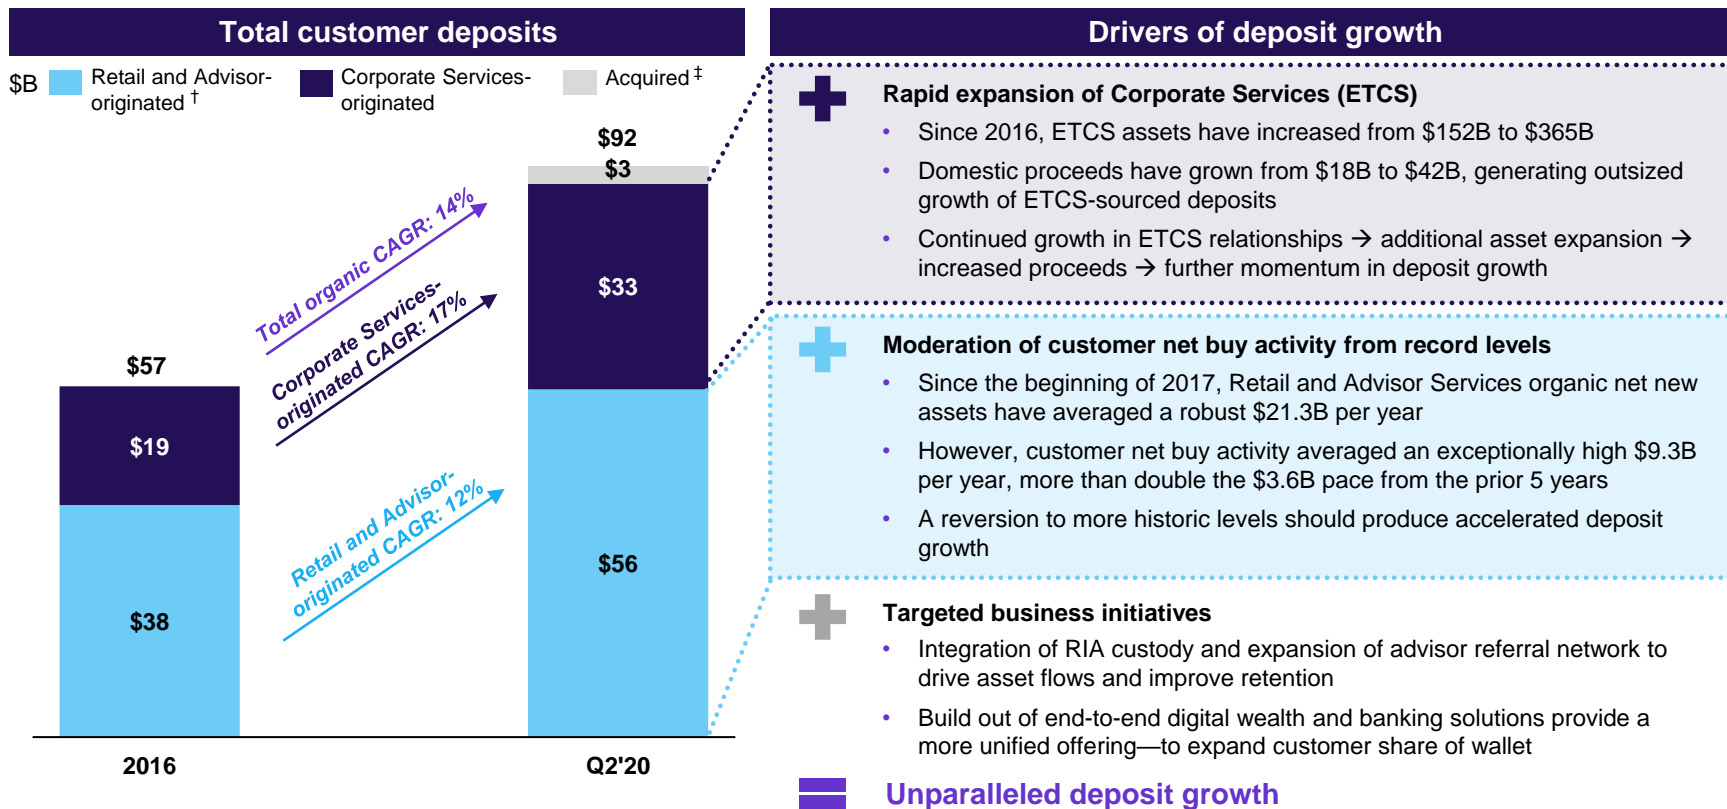 Total customer deposits
$B
Retail and Advisor-
originated †
Corporate Services-
originated
Acquired ‡
$92
$3
$33
$56
$57
$19
$38
Total organic CAGR: 14%
Corporate Services-
originated CAGR: 17%
Retail and Advisor-
originated CAGR: 12%
2016
Q2'20
Drivers of deposit growth
Rapid expansion of Corporate Services (ETCS)
• Since 2016, ETCS assets have increased from $152B to $365B
• Domestic proceeds have grown from $18B to $42B, generating outsized
growth of ETCS-sourced deposits
• Continued growth in ETCS relationships → additional asset expansion →
increased proceeds → further momentum in deposit growth
Moderation of customer net buy activity from record levels
• Since the beginning of 2017, Retail and Advisor Services organic net new
assets have averaged a robust $21.3B per year
• However, customer net buy activity averaged an exceptionally high $9.3B
per year, more than double the $3.6B pace from the prior 5 years
• A reversion to more historic levels should produce accelerated deposit
growth
Targeted business initiatives
• Integration of RIA custody and expansion of advisor referral network to
drive asset flows and improve retention
• Build out of end-to-end digital wealth and banking solutions provide a
more unified offering—to expand customer share of wallet
Unparalleled deposit growth